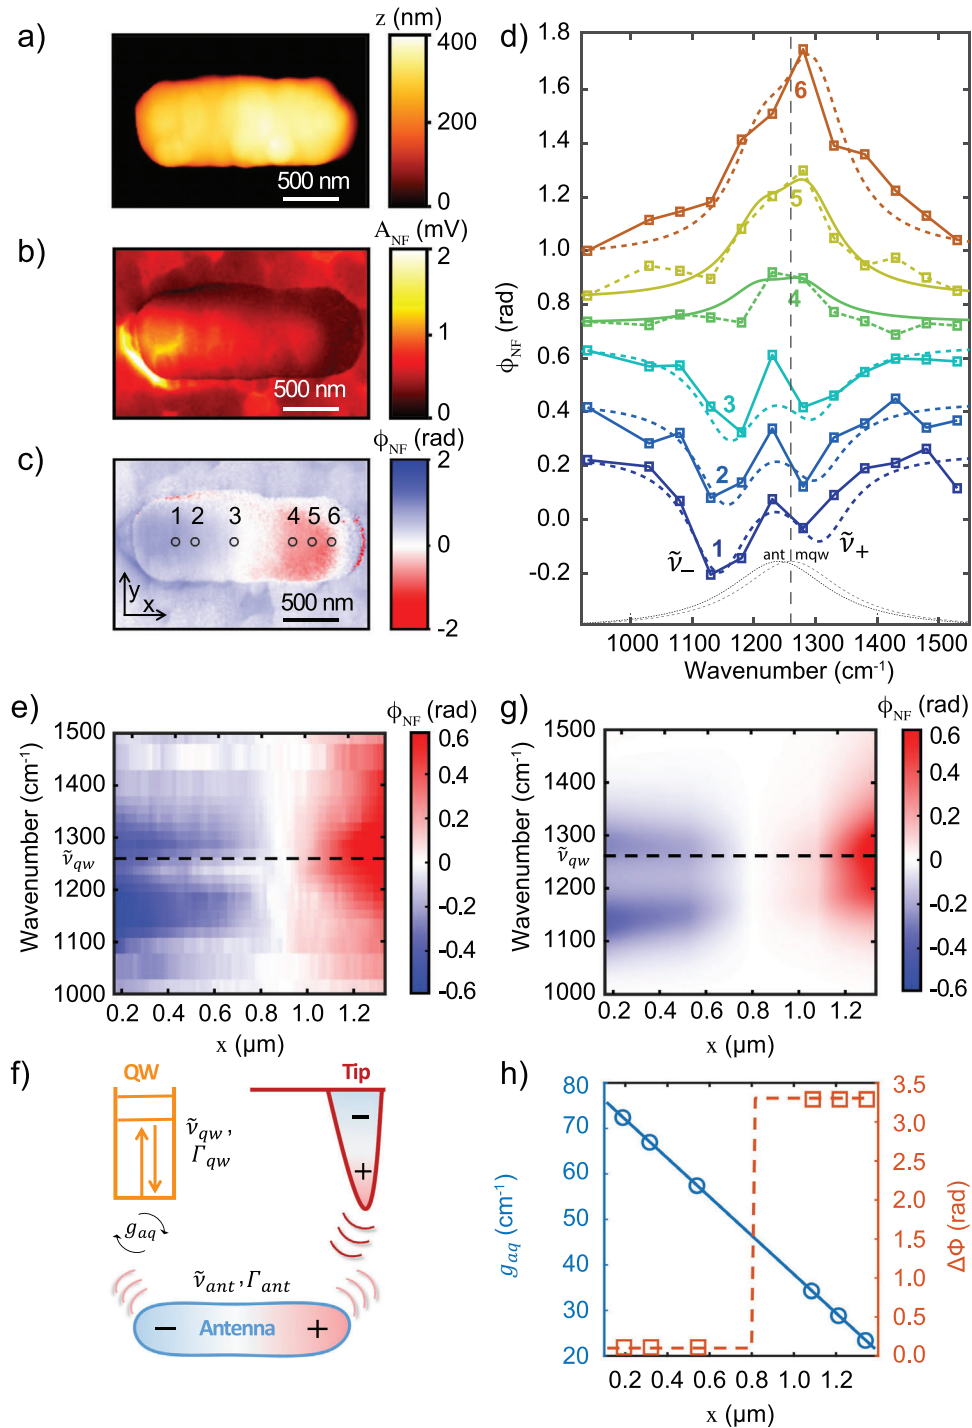 a)
z (nm)
400
200
0
500 nm
b)
A_NF (mV)
2
1
0
500 nm
c)
ϕ_NF (rad)
2
1
0
-1
-2
1 2 3 4 5 6
y
x
500 nm
d)
1.8
1.6
1.4
1.2
1.0
0.8
0.6
0.4
0.2
0.0
-0.2
ϕ_NF (rad)
6
5
4
3
2
1
ṽ_-
ṽ_+
ant mqw
1000 1100 1200 1300 1400 1500
Wavenumber (cm⁻¹)
e)
ϕ_NF (rad)
1500
1400
1300
ṽ_qw
1200
1100
1000
Wavenumber (cm⁻¹)
0.2 0.4 0.6 0.8 1.0 1.2
x (μm)
0.6
0.4
0.2
0
-0.2
-0.4
-0.6
g)
ϕ_NF (rad)
1500
1400
1300
ṽ_qw
1200
1100
1000
Wavenumber (cm⁻¹)
0.2 0.4 0.6 0.8 1.0 1.2
x (μm)
0.6
0.4
0.2
0
-0.2
-0.4
-0.6
f)
QW
Tip
ṽ_qw,
Γ_qw
g_aq
−
+
ṽ_ant, Γ_ant
− Antenna +
h)
80
70
60
50
40
30
20
g_aq (cm⁻¹)
3.5
3.0
2.5
2.0
1.5
1.0
0.5
0.0
ΔΦ (rad)
0.2 0.4 0.6 0.8 1.0 1.2
x (μm)